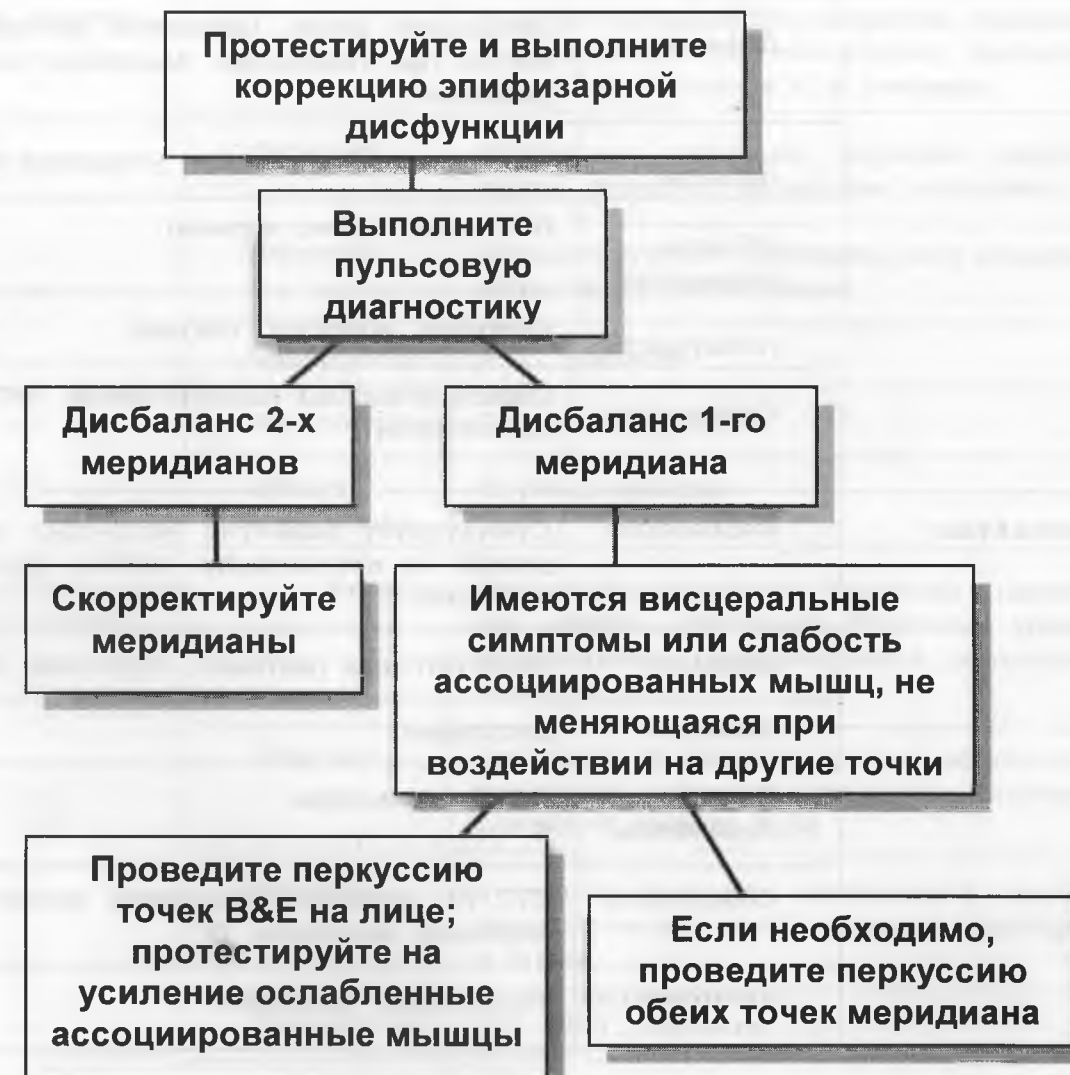 Протестируйте и выполните
коррекцию эпифизарной
дисфункции
Выполните
пульсовую
диагностику
Дисбаланс 2-х
меридианов
Дисбаланс 1-го
меридиана
Скорректируйте
меридианы
Имеются висцеральные
симптомы или слабость
ассоциированных мышц, не
меняющаяся при
воздействии на другие точки
Проведите перкуссию
точек B&E на лице;
протестируйте на
усиление ослабленные
ассоциированные мышцы
Если необходимо,
проведите перкуссию
обеих точек меридиана